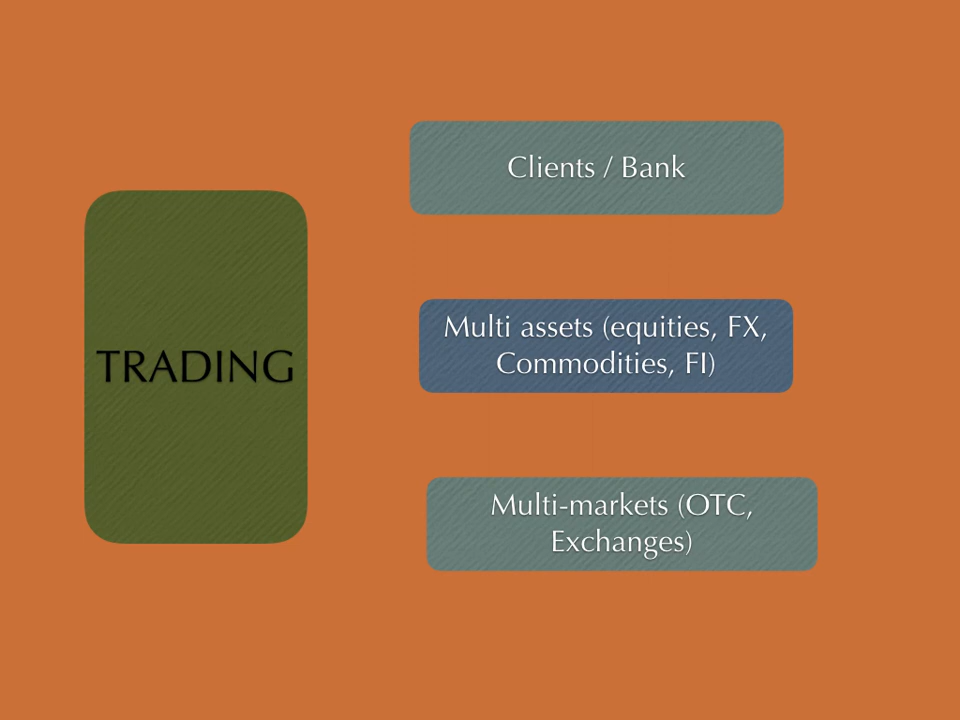 Clients / Bank
TRADING
Multi assets (equities, FX,
Commodities, FI)
Multi-markets (OTC,
Exchanges)